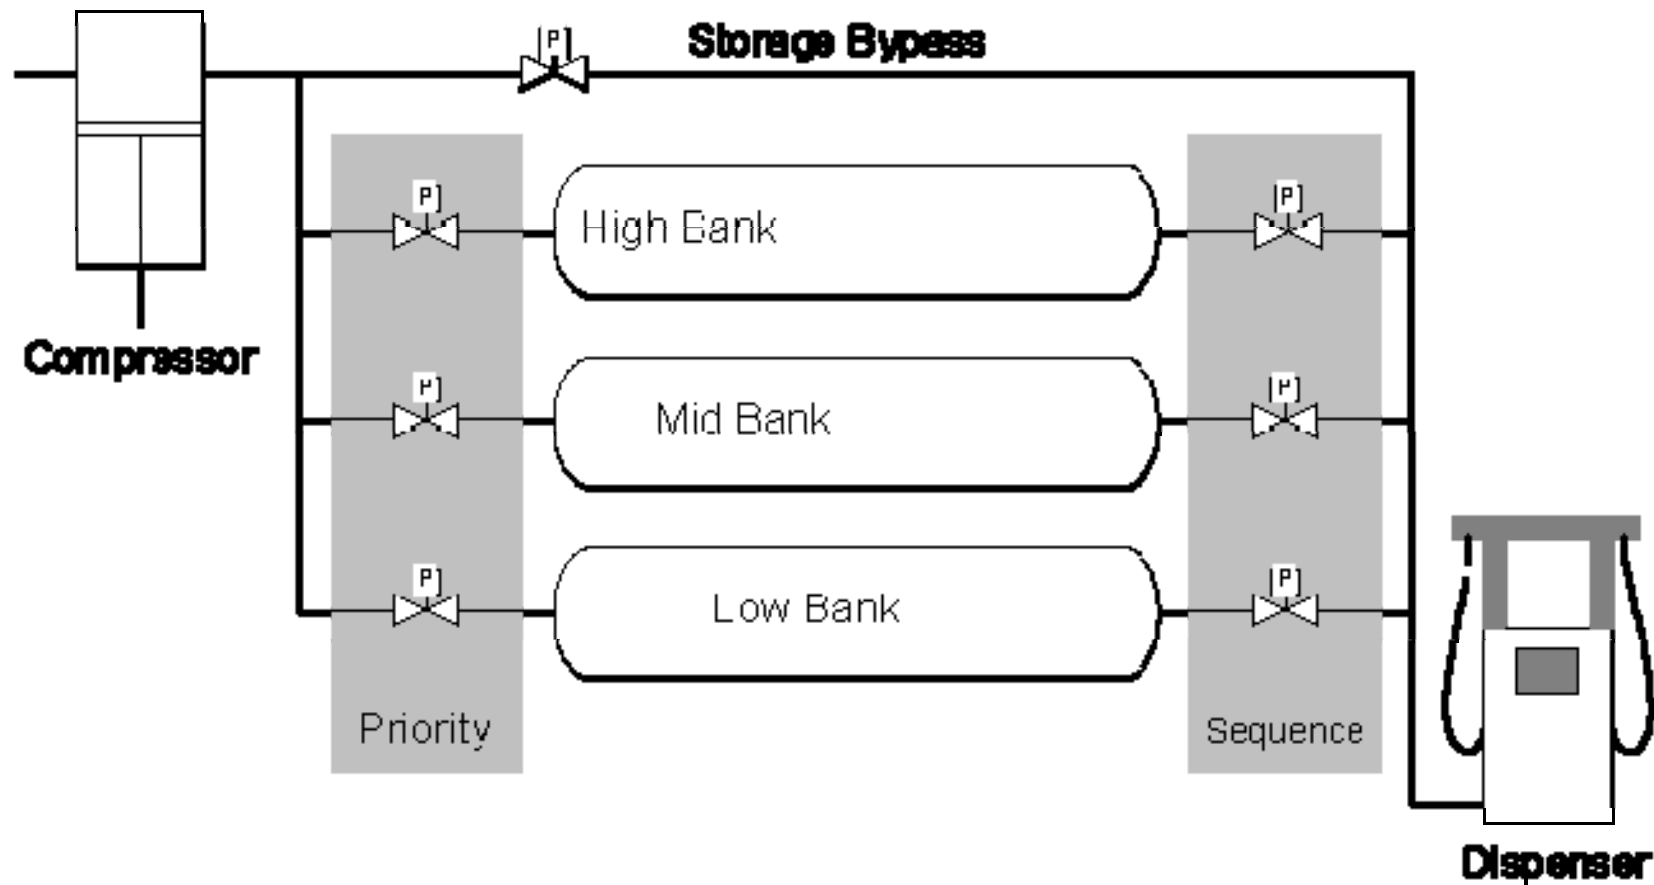 [P]
Storage Bypass
P]
High Bank
[P]
Compressor
P]
Mid Bank
[P]
P]
Low Bank
[P]
Priority
Sequence
Dispenser